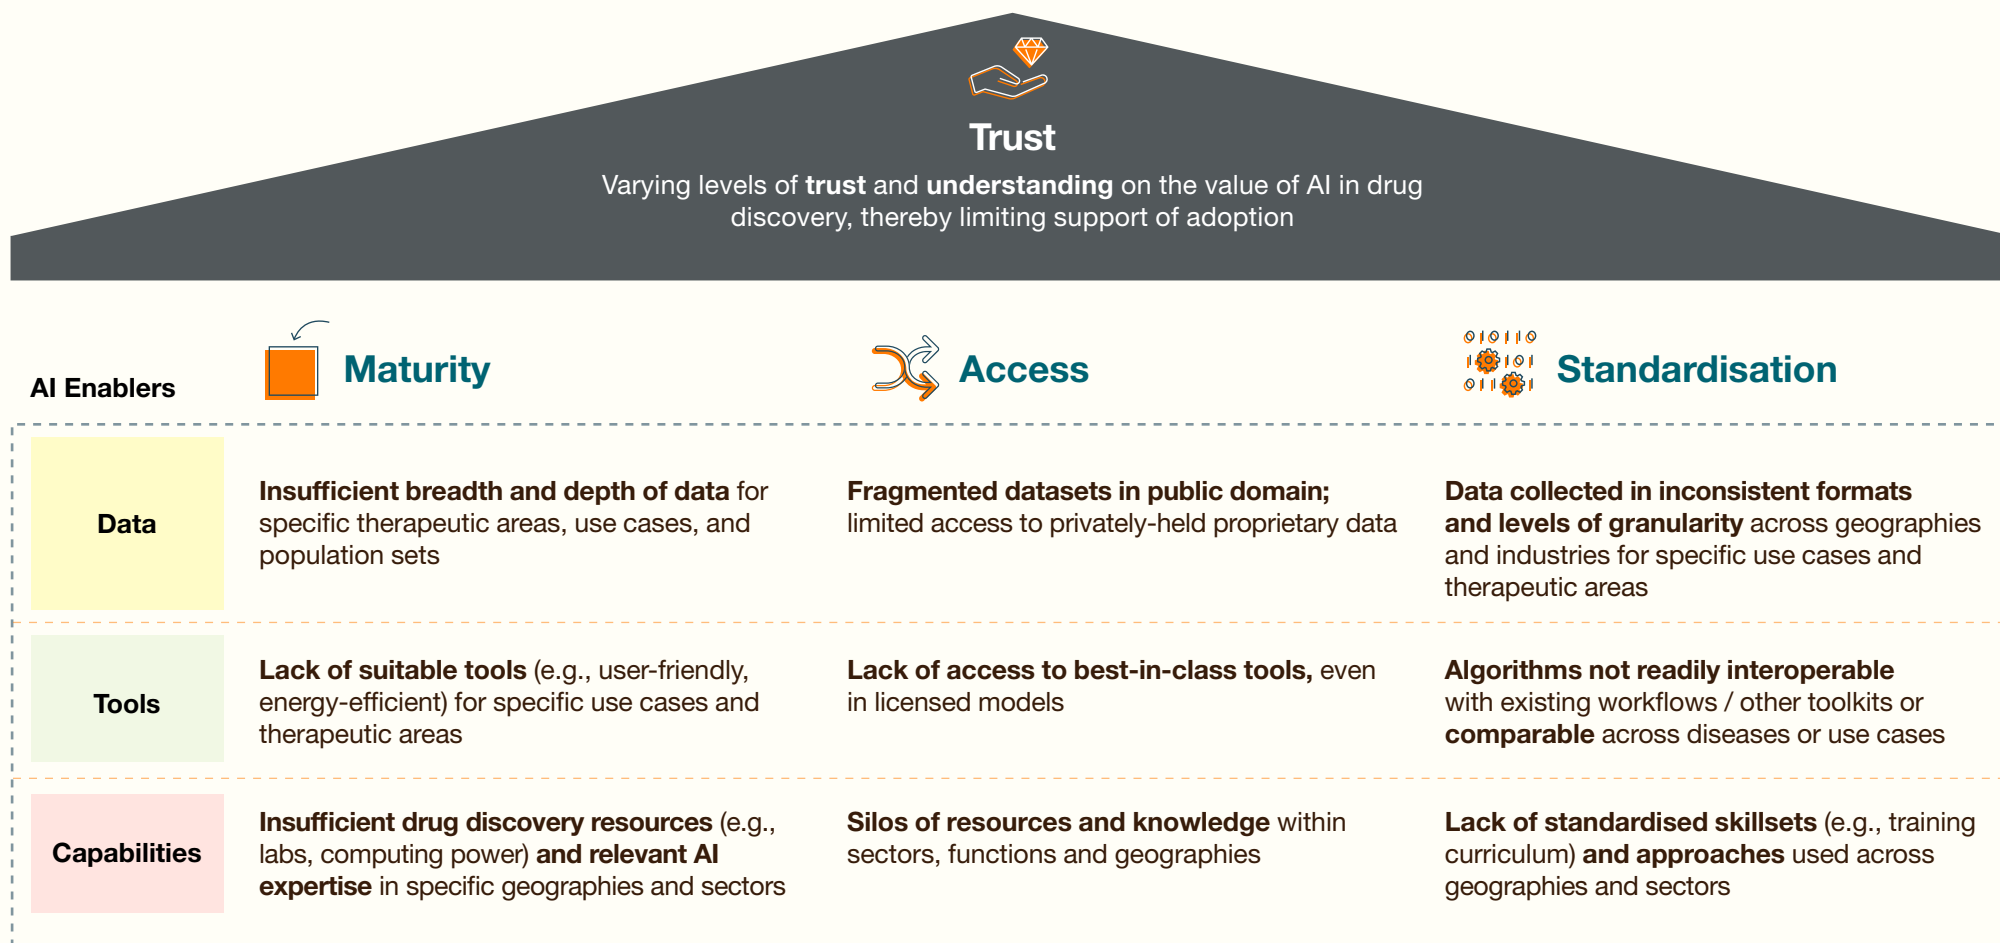 Trust
Varying levels of trust and understanding on the value of AI in drug
discovery, thereby limiting support of adoption
AI Enablers
Maturity
Access
Standardisation
Data
Insufficient breadth and depth of data for
specific therapeutic areas, use cases, and
population sets
Fragmented datasets in public domain;
limited access to privately-held proprietary data
Data collected in inconsistent formats
and levels of granularity across geographies
and industries for specific use cases and
therapeutic areas
Tools
Lack of suitable tools (e.g., user-friendly,
energy-efficient) for specific use cases and
therapeutic areas
Lack of access to best-in-class tools, even
in licensed models
Algorithms not readily interoperable
with existing workflows / other toolkits or
comparable across diseases or use cases
Capabilities
Insufficient drug discovery resources (e.g.,
labs, computing power) and relevant AI
expertise in specific geographies and sectors
Silos of resources and knowledge within
sectors, functions and geographies
Lack of standardised skillsets (e.g., training
curriculum) and approaches used across
geographies and sectors